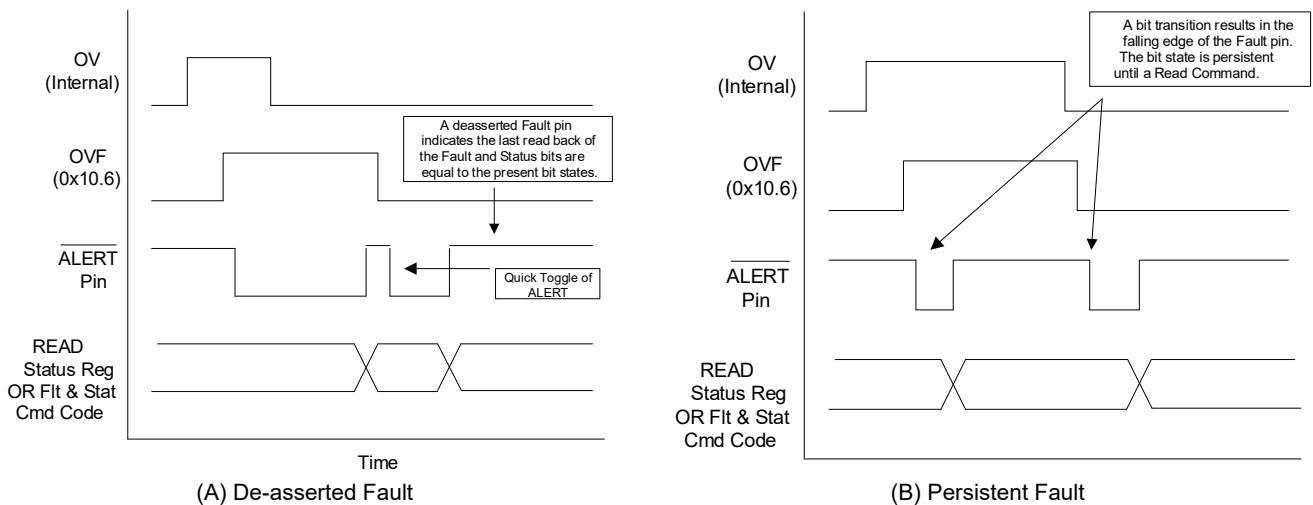 OV
(Internal)
OVF
(0x10.6)
A deasserted Fault pin
indicates the last read back of
the Fault and Status bits are
equal to the present bit states.
ALERT
Pin
Quick Toggle of
ALERT
READ
Status Reg
OR Flt & Stat
Cmd Code
Time
(A) De-asserted Fault
A bit transition results in the
falling edge of the Fault pin.
The bit state is persistent
until a Read Command.
OV
(Internal)
OVF
(0x10.6)
ALERT
Pin
READ
Status Reg
OR Flt & Stat
Cmd Code
(B) Persistent Fault